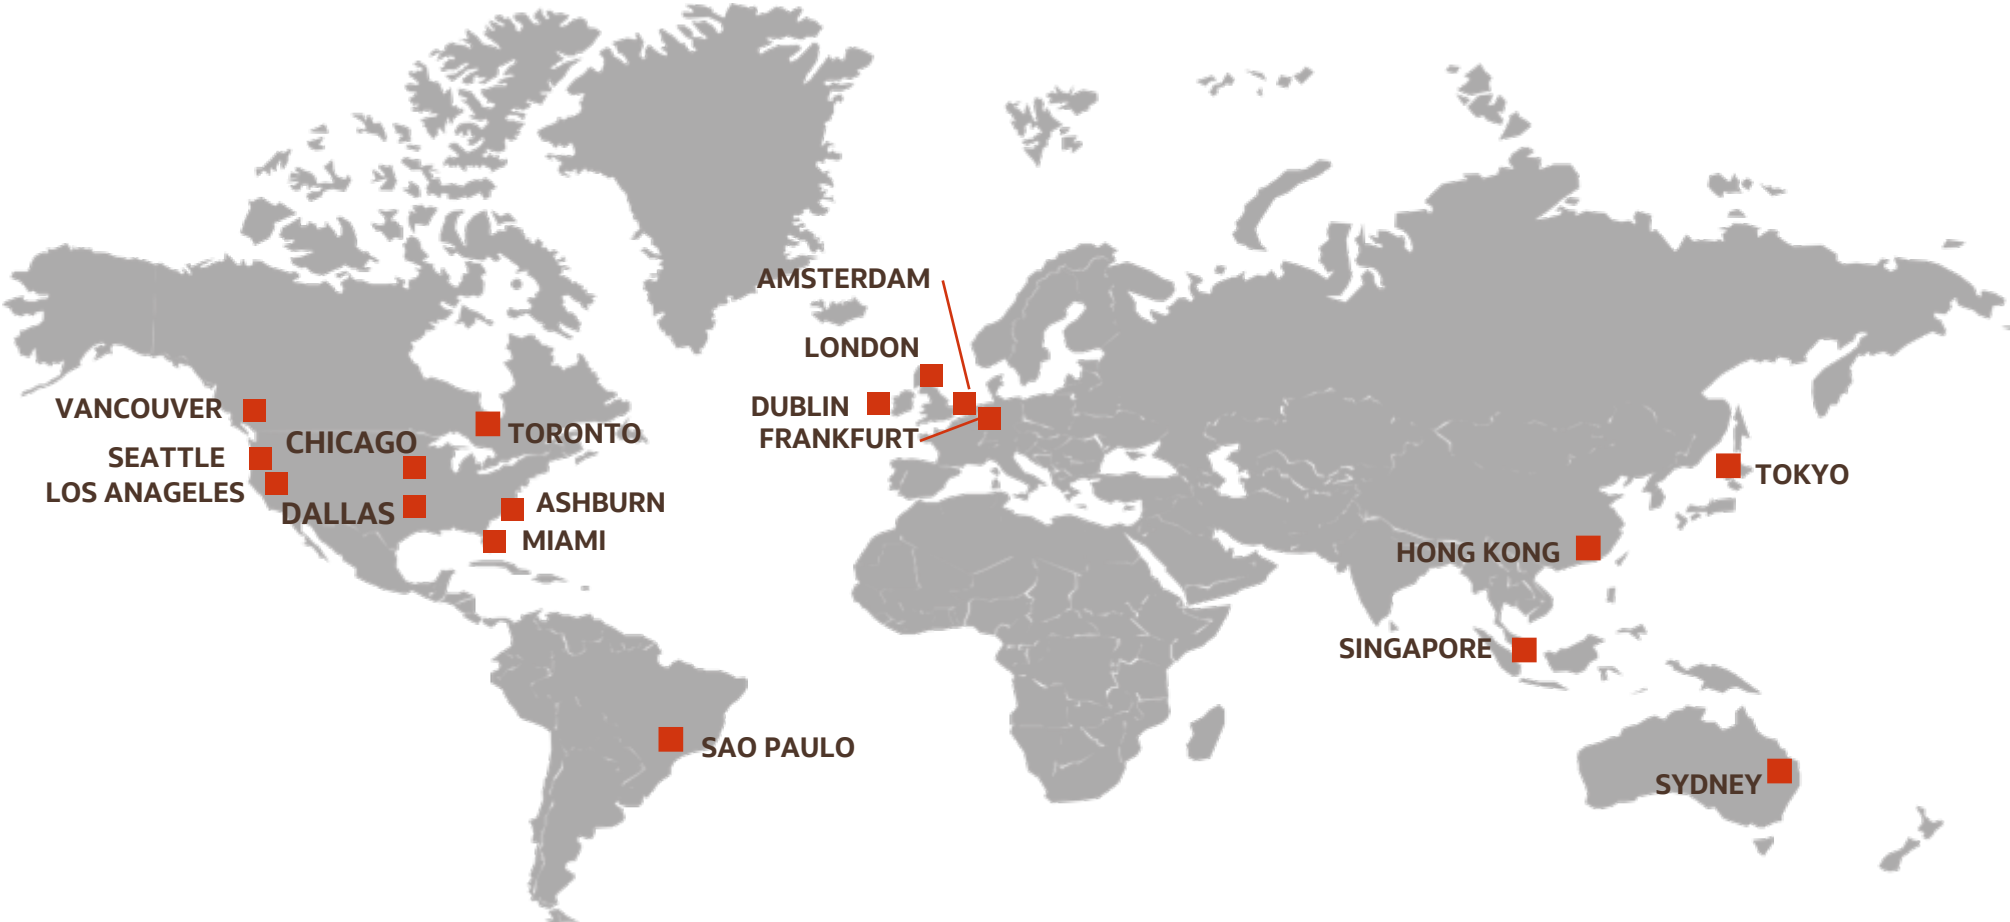 AMSTERDAM
LONDON
DUBLIN
FRANKFURT
VANCOUVER
SEATTLE
LOS ANAGELES
CHICAGO
DALLAS
TORONTO
ASHBURN
MIAMI
SAO PAULO
TOKYO
HONG KONG
SINGAPORE
SYDNEY